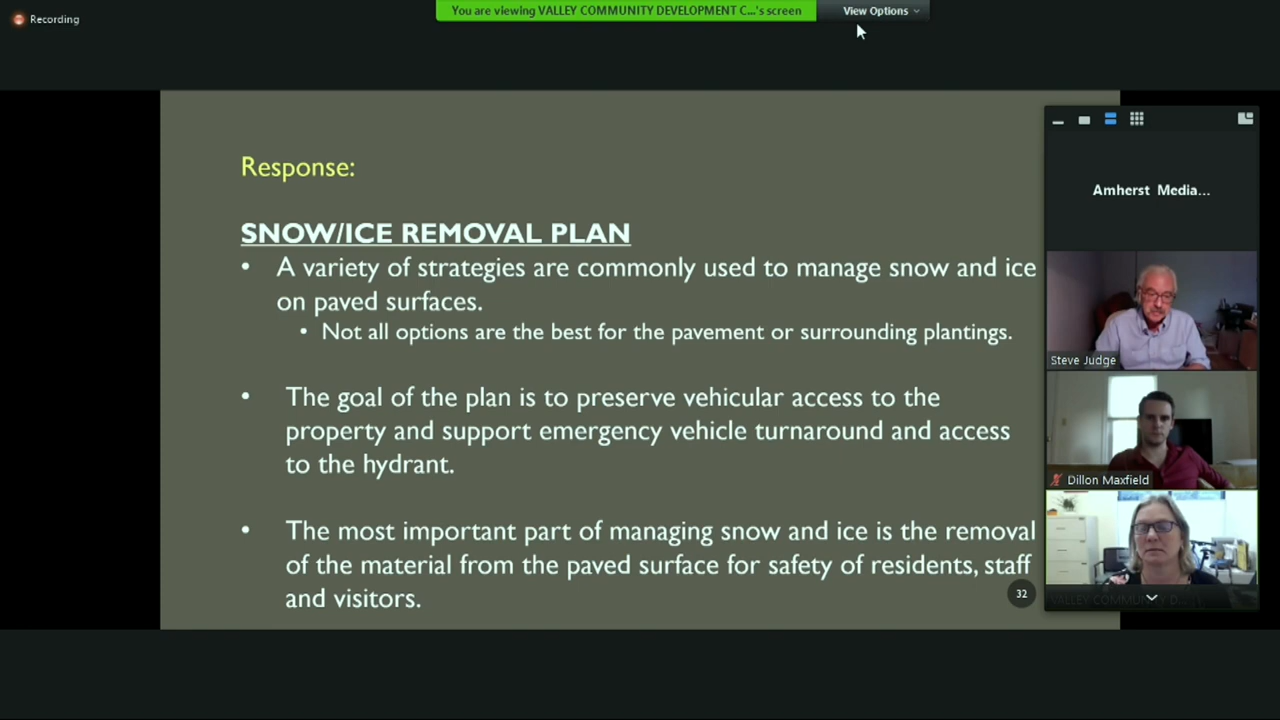 Recording
You are viewing VALLEY COMMUNITY DEVELOPMENT C...'s screen
View Options
Response:
SNOW/ICE REMOVAL PLAN
• A variety of strategies are commonly used to manage snow and ice
on paved surfaces.
• Not all options are the best for the pavement or surrounding plantings.
• The goal of the plan is to preserve vehicular access to the
property and support emergency vehicle turnaround and access
to the hydrant.
• The most important part of managing snow and ice is the removal
of the material from the paved surface for safety of residents, staff
and visitors.
32
Amherst Media...
Steve Judge
Dillon Maxfield
VALLEY COMMUNITY D...